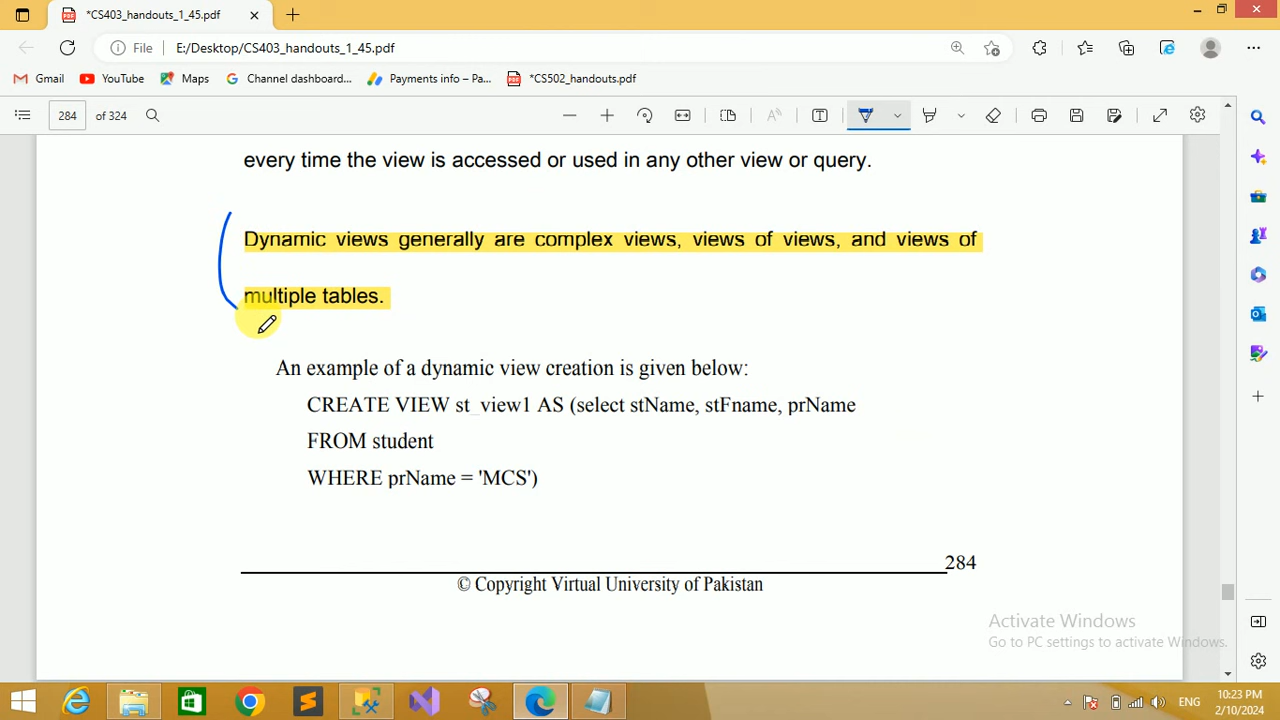 *CS403_handouts_1_45.pdf
File E:/Desktop/CS403_handouts_1_45.pdf
Gmail YouTube Maps Channel dashboard... Payments info – Pa... *CS502_handouts.pdf
284 of 324
every time the view is accessed or used in any other view or query.
Dynamic views generally are complex views, views of views, and views of
multiple tables.
An example of a dynamic view creation is given below:
CREATE VIEW st_view1 AS (select stName, stFname, prName
FROM student
WHERE prName = 'MCS')
284
© Copyright Virtual University of Pakistan
Activate Windows
Go to PC settings to activate Windows.
ENG
10:23 PM
2/10/2024